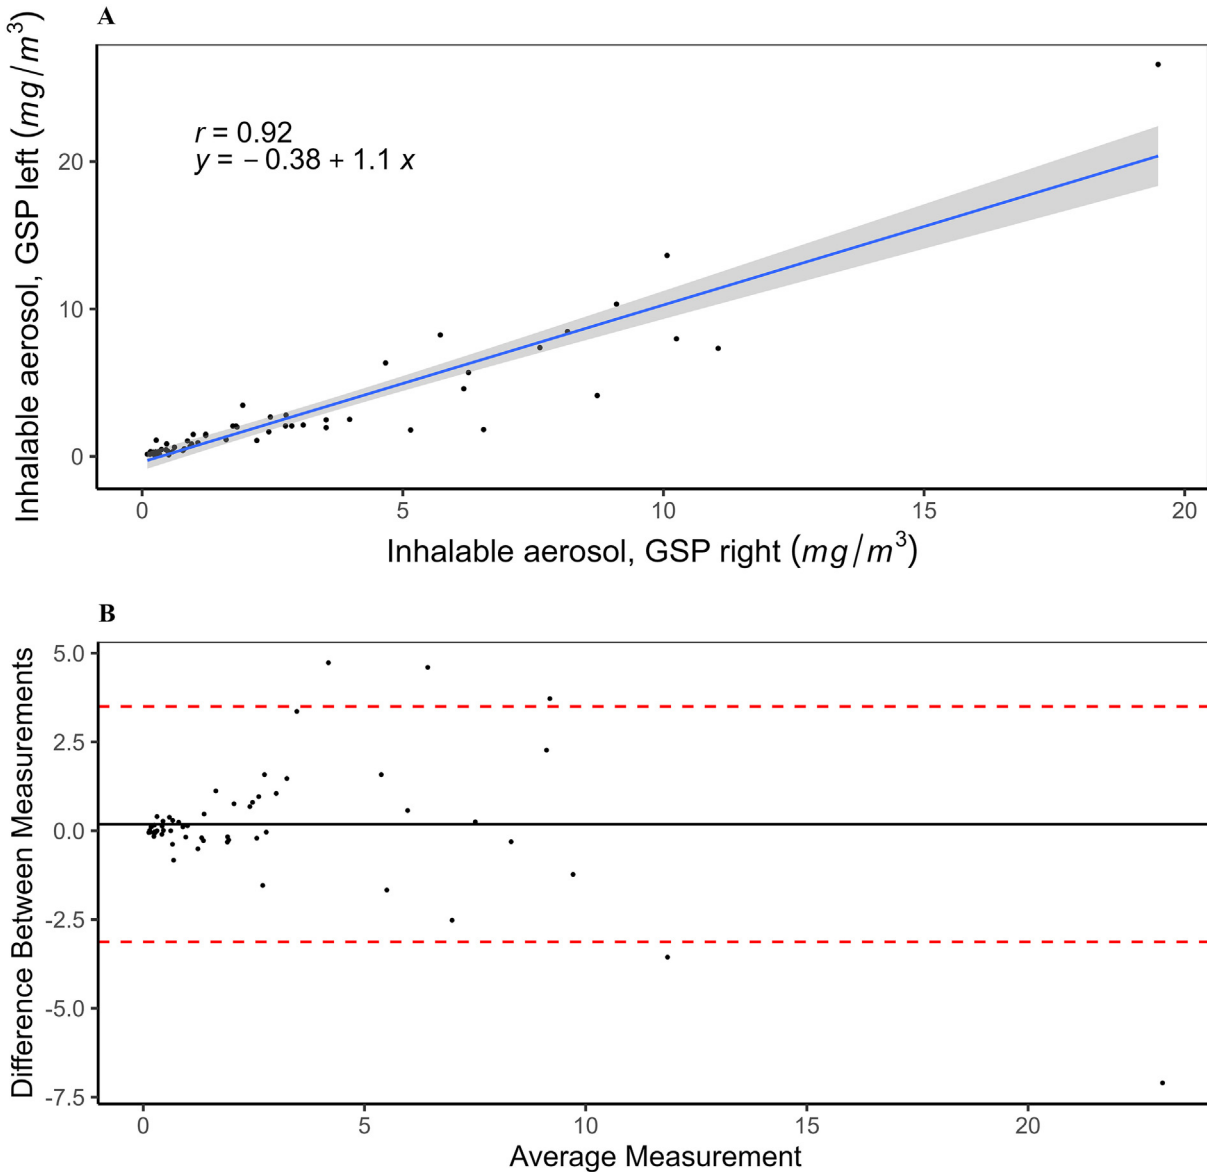 A
Inhalable aerosol, GSP left (mg/m³)
r = 0.92
y = − 0.38 + 1.1 x
20
10
0
0 5 10 15 20
Inhalable aerosol, GSP right (mg/m³)
B
Difference Between Measurements
5.0
2.5
0.0
-2.5
-5.0
-7.5
0 5 10 15 20
Average Measurement